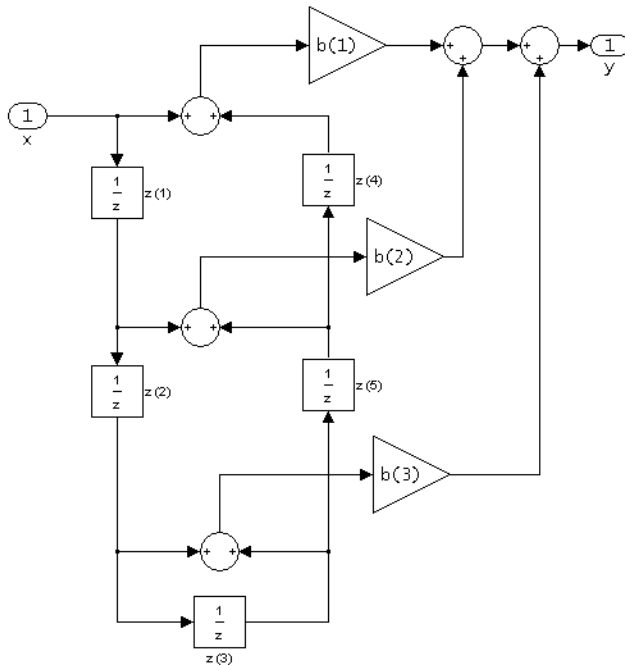 b(1)
+
+
+
+
1
y
1
x
+ +
1
z
z(1)
1
z
z(4)
b(2)
+ +
1
z
z(2)
1
z
z(5)
b(3)
+ +
1
z
z(3)